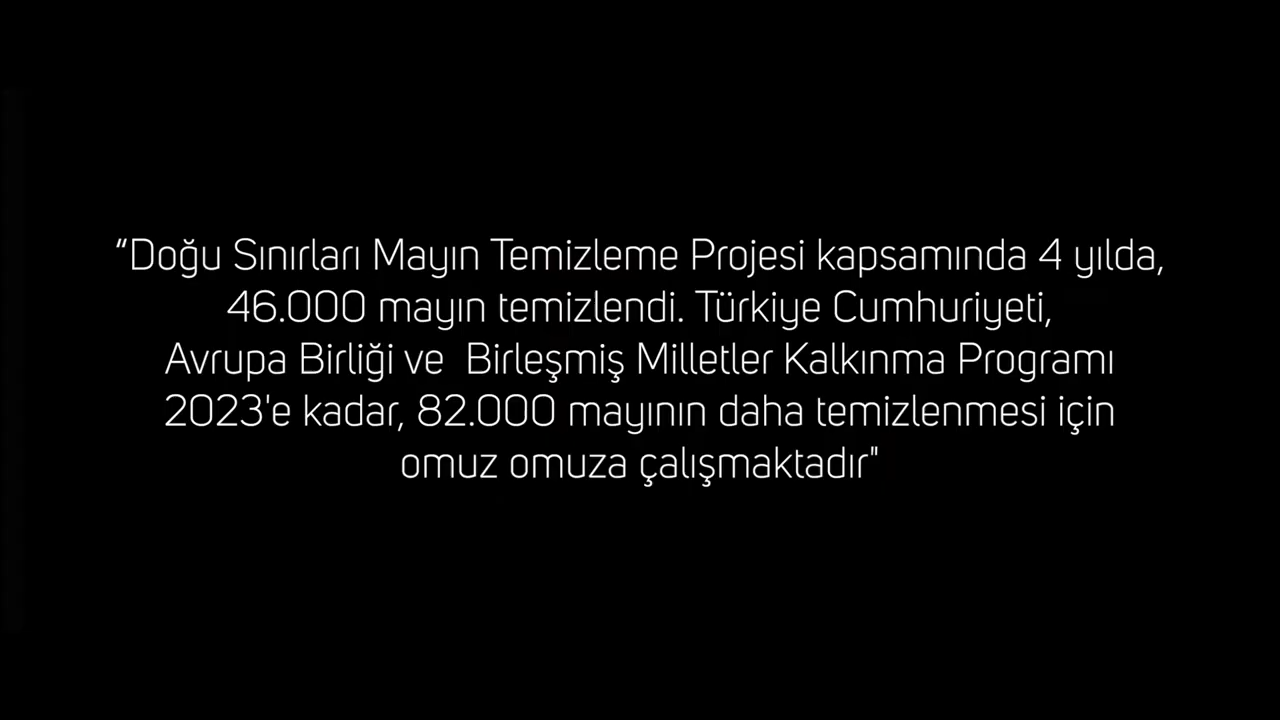 “Doğu Sınırları Mayın Temizleme Projesi kapsamında 4 yılda,
46.000 mayın temizlendi. Türkiye Cumhuriyeti,
Avrupa Birliği ve  Birleşmiş Milletler Kalkınma Programı
2023'e kadar, 82.000 mayının daha temizlenmesi için
omuz omuza çalışmaktadır"